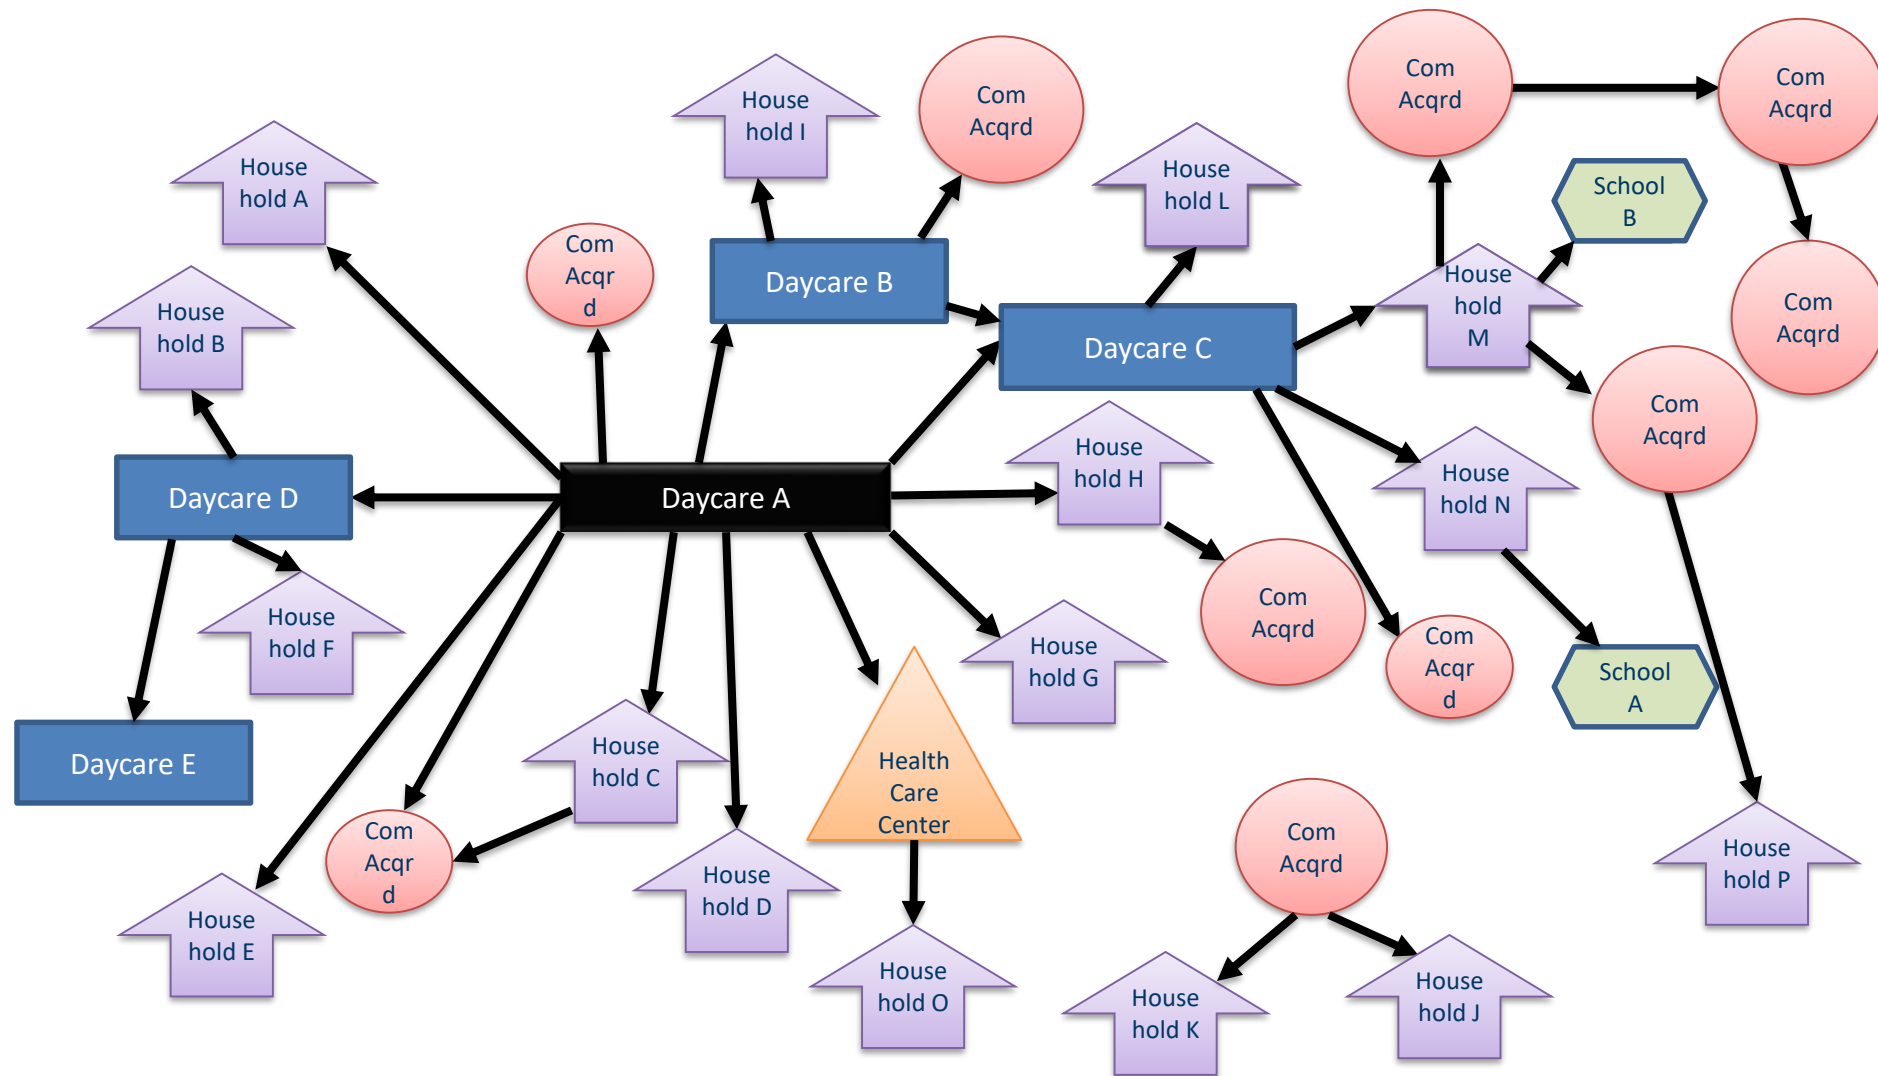 House
hold A
House
hold B
House
hold I
Com
Acqrd
Com
Acqr
d
Daycare B
House
hold L
Daycare C
Com
Acqrd
Com
Acqrd
School
B
Com
Acqrd
House
hold
M
Com
Acqrd
Daycare D
Daycare A
House
hold H
House
hold N
House
hold F
Com
Acqrd
House
hold G
Com
Acqr
d
School
A
Daycare E
House
hold C
Health
Care
Center
Com
Acqr
d
House
hold D
House
hold E
House
hold O
Com
Acqrd
House
hold P
House
hold K
House
hold J